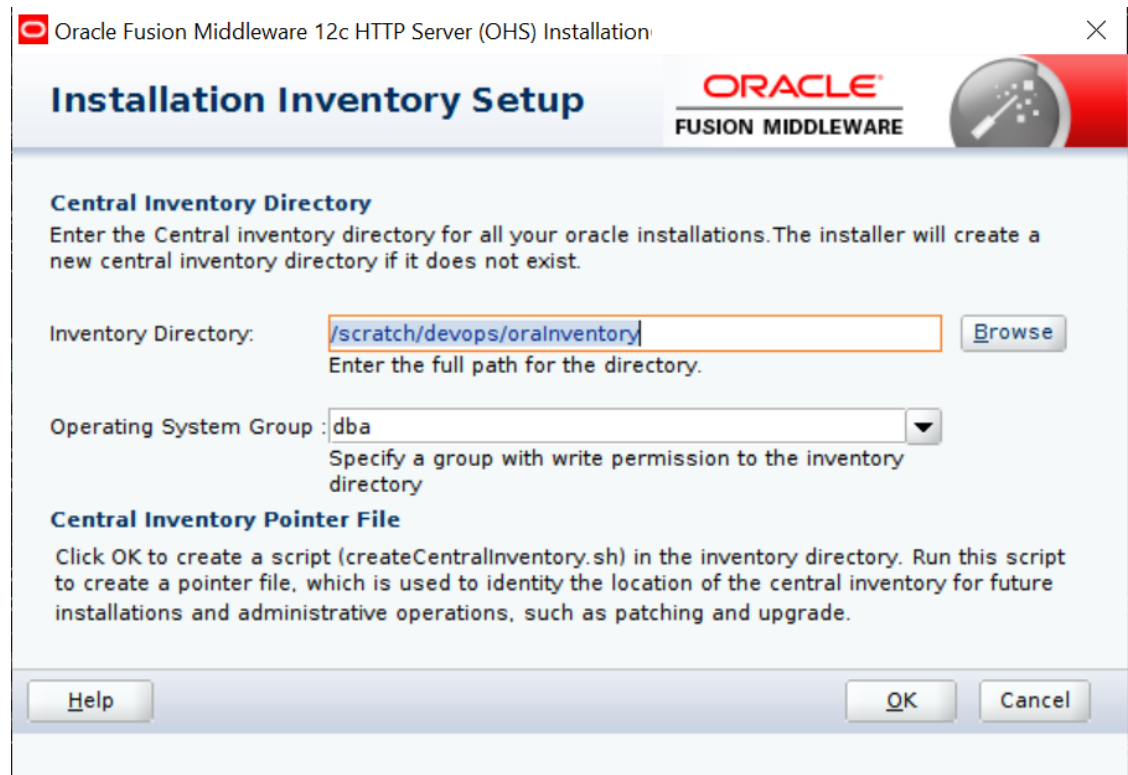 Oracle Fusion Middleware 12c HTTP Server (OHS) Installation
Installation Inventory Setup
ORACLE
FUSION MIDDLEWARE
Central Inventory Directory
Enter the Central inventory directory for all your oracle installations.The installer will create a
new central inventory directory if it does not exist.
Inventory Directory:
/scratch/devops/oraInventory
Browse
Enter the full path for the directory.
Operating System Group :
dba
Specify a group with write permission to the inventory
directory
Central Inventory Pointer File
Click OK to create a script (createCentralInventory.sh) in the inventory directory. Run this script
to create a pointer file, which is used to identity the location of the central inventory for future
installations and administrative operations, such as patching and upgrade.
Help
OK
Cancel